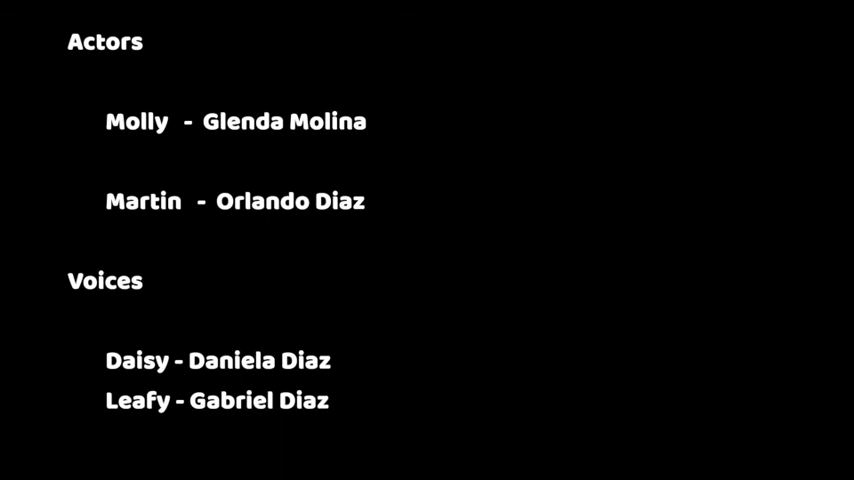 Actors
Molly - Glenda Molina
Martin - Orlando Diaz
Voices
Daisy - Daniela Diaz
Leafy - Gabriel Diaz